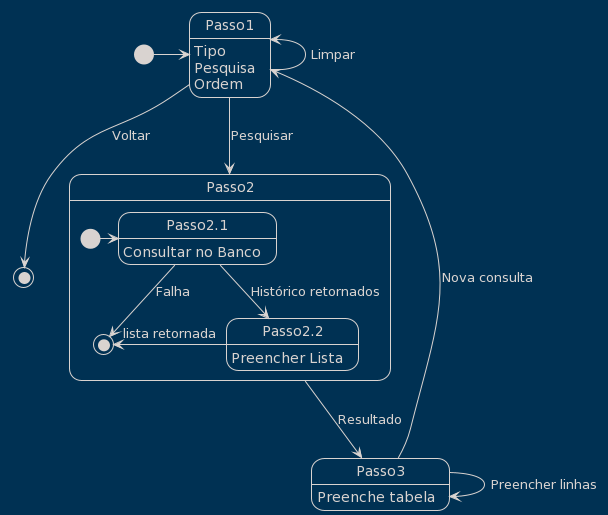 Passo1
Tipo
Pesquisa
Ordem
Limpar
Voltar
Pesquisar
Passo2
Passo2.1
Consultar no Banco
Nova consulta
Falha
Histórico retornados
lista retornada
Passo2.2
Preencher Lista
Resultado
Passo3
Preenche tabela
Preencher linhas